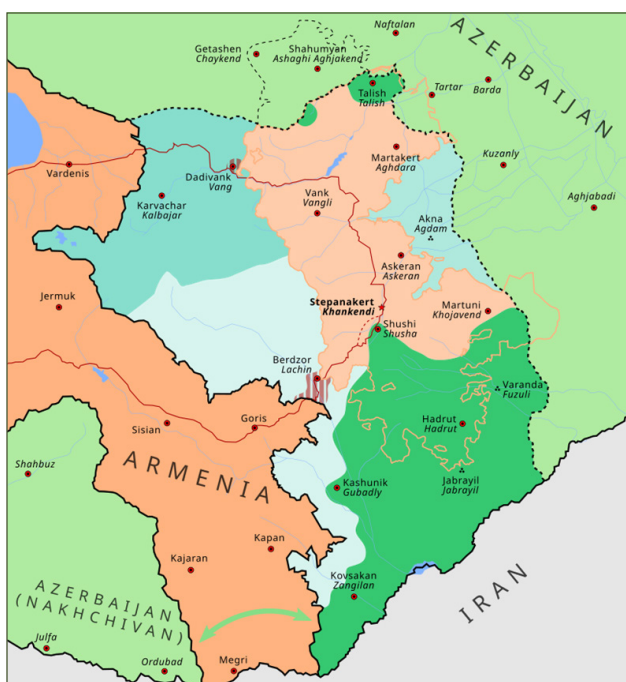 Naftalan
Getashen
Chaykend
Shahumyan
Ashaghi Aghjakend
AZERBAIJAN
Talish
Talish
Tartar
Barda
Vardenis
Dadivank
Vang
Martakert
Aghdara
Kuzanly
Karvachar
Kalbajar
Vank
Vangli
Aghjabadi
Akna
Agdam
Askeran
Askeran
Jermuk
Stepanakert
Khankendi
Martuni
Khojavend
Shushi
Shusha
Berdzor
Lachin
Varanda
Fuzuli
Goris
Sisian
Hadrut
Hadrut
ARMENIA
Shahbuz
Jabrayil
Jabrayil
Kashunik
Gubadly
Kapan
Kajaran
Kovsakan
Zangilan
IRAN
AZERBAIJAN
(NAKHCHIVAN)
Julfa
Ordubad
Megri